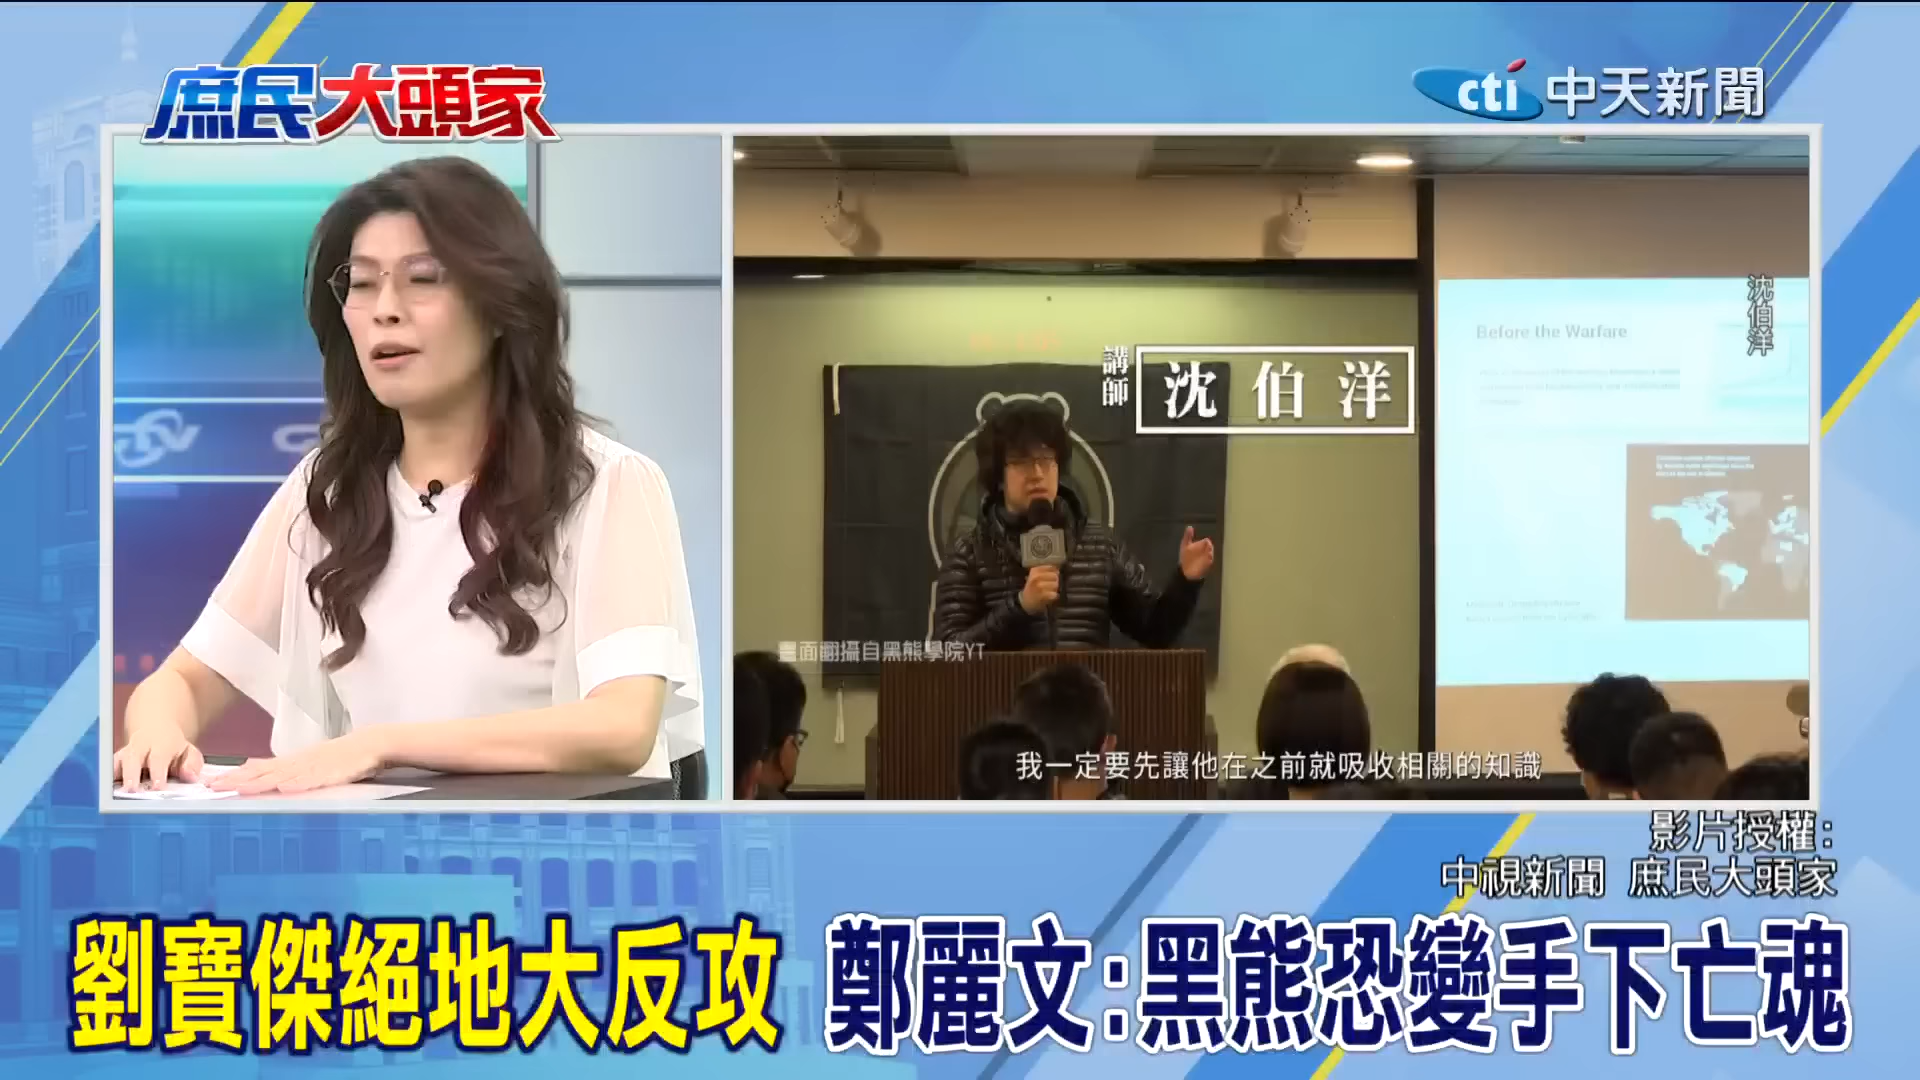 庶民大頭家
cti 中天新聞
沈伯洋
Before the Warfare
講師
沈伯洋
畫面翻攝自黑熊學院YT
我一定要先讓他在之前就吸收相關的知識
影片授權:
中視新聞 庶民大頭家
劉寶傑絕地大反攻 鄭麗文:黑熊恐變手下亡魂